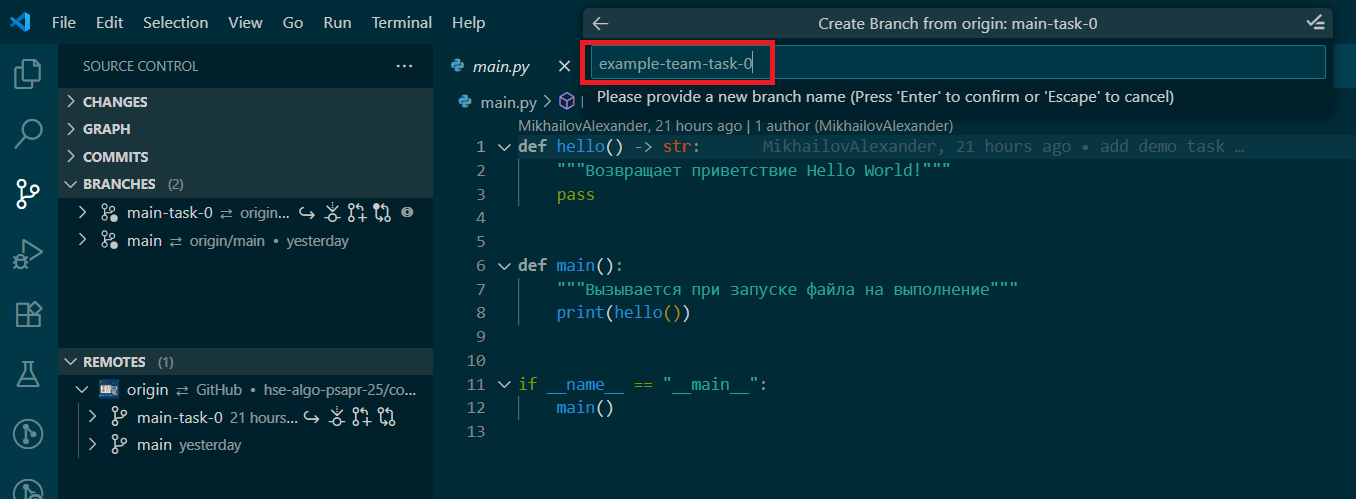 File Edit Selection View Go Run Terminal Help
Create Branch from origin: main-task-0
example-team-task-0
Please provide a new branch name (Press 'Enter' to confirm or 'Escape' to cancel)
SOURCE CONTROL ...
CHANGES
GRAPH
COMMITS
BRANCHES (2)
main-task-0 ⇄ origin...
main ⇄ origin/main • yesterday
REMOTES (1)
origin ⇄ GitHub • hse-algo-psapr-25/co...
main-task-0 21 hours...
main yesterday
main.py
main.py
MikhailovAlexander, 21 hours ago | 1 author (MikhailovAlexander)
1 def hello() -> str: MikhailovAlexander, 21 hours ago • add demo task ...
2 """Возвращает приветствие Hello World!"""
3 pass
4
5
6 def main():
7 """Вызывается при запуске файла на выполнение"""
8 print(hello())
9
10
11 if __name__ == "__main__":
12 main()
13